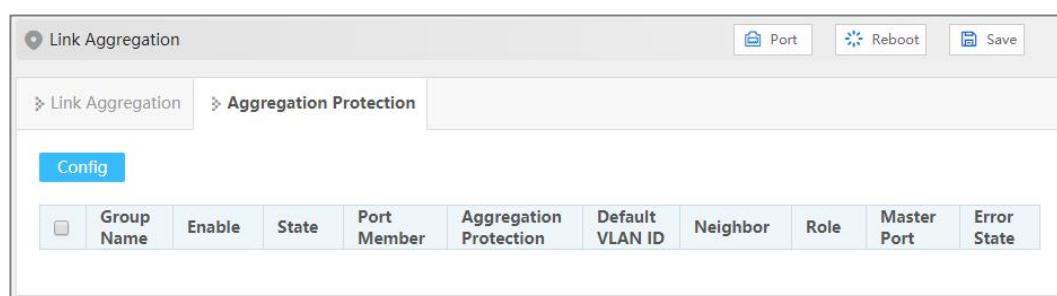 Link Aggregation Port Reboot Save
Link Aggregation Aggregation Protection
Config
Group Name Enable State Port Member Aggregation Protection Default VLAN ID Neighbor Role Master Port Error State